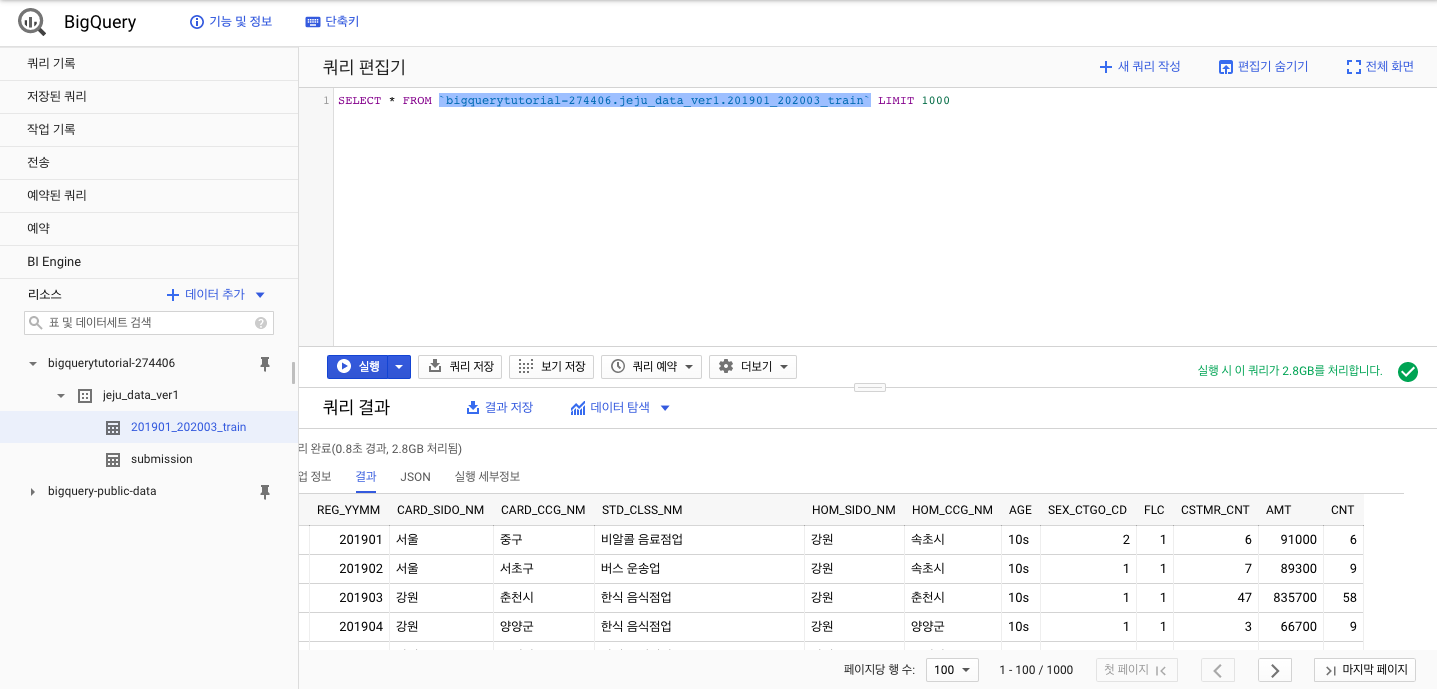 BigQuery 기능 및 정보 단축키
쿼리 기록
저장된 쿼리
작업 기록
전송
예약된 쿼리
예약
BI Engine
리소스 데이터 추가
표 및 데이터세트 검색
bigquerytutorial-274406
jeju_data_ver1
201901_202003_train
submission
bigquery-public-data
쿼리 편집기 새 쿼리 작성 편집기 숨기기 전체 화면
1 SELECT * FROM `bigquerytutorial-274406.jeju_data_ver1.201901_202003_train` LIMIT 1000
실행 쿼리 저장 보기 저장 쿼리 예약 더보기 실행 시 이 쿼리가 2.8GB를 처리합니다.
쿼리 결과 결과 저장 데이터 탐색
리 완료(0.8초 경과, 2.8GB 처리됨)
업 정보 결과 JSON 실행 세부정보
REG_YYMM CARD_SIDO_NM CARD_CCG_NM STD_CLSS_NM HOM_SIDO_NM HOM_CCG_NM AGE SEX_CTGO_CD FLC CSTMR_CNT AMT CNT
201901 서울 중구 비알콜 음료점업 강원 속초시 10s 2 1 6 91000 6
201902 서울 서초구 버스 운송업 강원 속초시 10s 1 1 7 89300 9
201903 강원 춘천시 한식 음식점업 강원 춘천시 10s 1 1 47 835700 58
201904 강원 양양군 한식 음식점업 강원 양양군 10s 1 1 3 66700 9
페이지당 행 수: 100 1 - 100 / 1000 첫 페이지 마지막 페이지